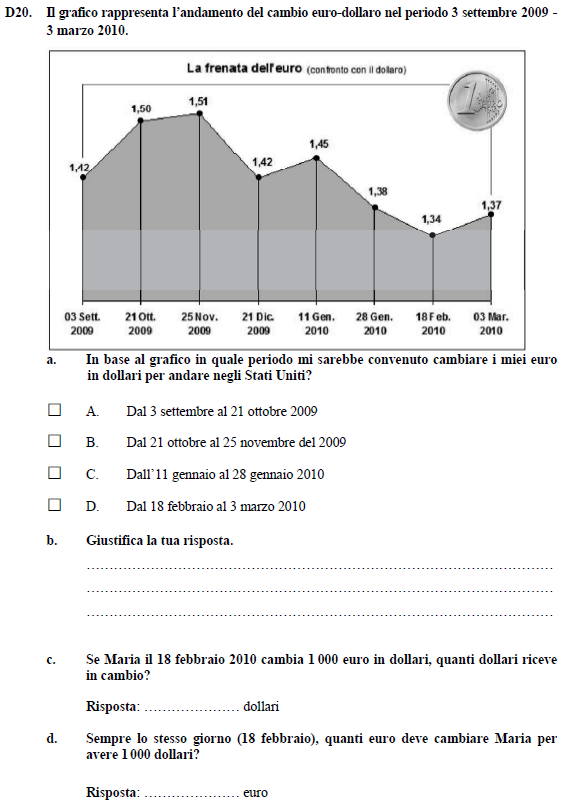 D20. Il grafico rappresenta l'andamento del cambio euro-dollaro nel periodo 3 settembre 2009 -
3 marzo 2010.
La frenata dell'euro (confronto con il dollaro)
1,42
1,50
1,51
1,42
1,45
1,38
1,34
1,37
1
03 Sett. 21 Ott. 25 Nov. 21 Dic. 11 Gen. 28 Gen. 18 Feb. 03 Mar.
2009 2009 2009 2009 2010 2010 2010 2010
a. In base al grafico in quale periodo mi sarebbe convenuto cambiare i miei euro
in dollari per andare negli Stati Uniti?
A. Dal 3 settembre al 21 ottobre 2009
B. Dal 21 ottobre al 25 novembre del 2009
C. Dall'11 gennaio al 28 gennaio 2010
D. Dal 18 febbraio al 3 marzo 2010
b. Giustifica la tua risposta.
c. Se Maria il 18 febbraio 2010 cambia 1 000 euro in dollari, quanti dollari riceve
in cambio?
Risposta: ..................... dollari
d. Sempre lo stesso giorno (18 febbraio), quanti euro deve cambiare Maria per
avere 1 000 dollari?
Risposta: ..................... euro